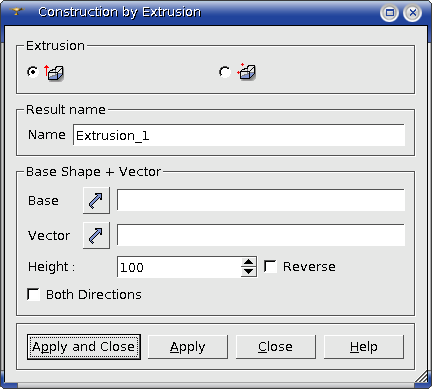 Construction by Extrusion
Extrusion
Result name
Name Extrusion_1
Base Shape + Vector
Base
Vector
Height : 100 Reverse
Both Directions
Apply and Close Apply Close Help